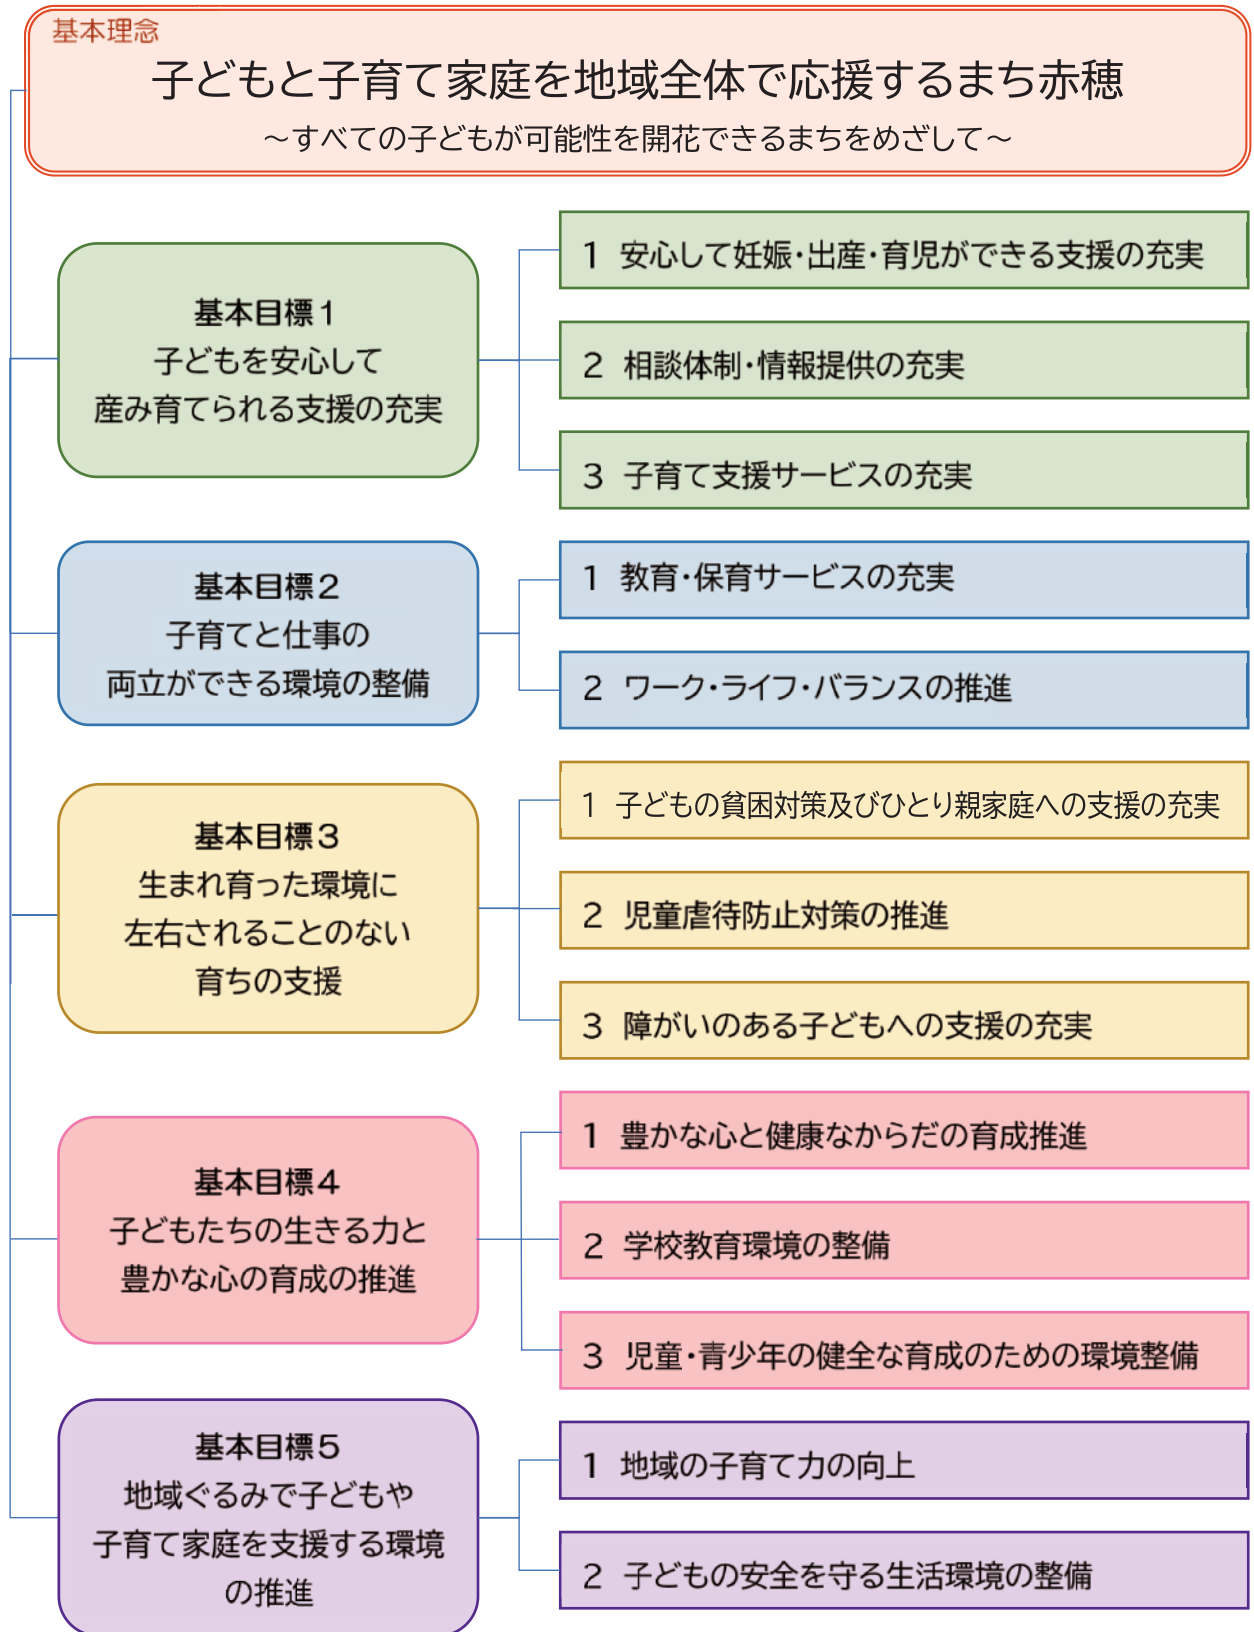 基本理念
子どもと子育て家庭を地域全体で応援するまち赤穂
～すべての子どもが可能性を開花できるまちをめざして～
基本目標１
子どもを安心して
産み育てられる支援の充実
1 安心して妊娠・出産・育児ができる支援の充実
2 相談体制・情報提供の充実
3 子育て支援サービスの充実
基本目標２
子育てと仕事の
両立ができる環境の整備
1 教育・保育サービスの充実
2 ワーク・ライフ・バランスの推進
基本目標３
生まれ育った環境に
左右されることのない
育ちの支援
1 子どもの貧困対策及びひとり親家庭への支援の充実
2 児童虐待防止対策の推進
3 障がいのある子どもへの支援の充実
基本目標４
子どもたちの生きる力と
豊かな心の育成の推進
1 豊かな心と健康なからだの育成推進
2 学校教育環境の整備
3 児童・青少年の健全な育成のための環境整備
基本目標５
地域ぐるみで子どもや
子育て家庭を支援する環境
の推進
1 地域の子育て力の向上
2 子どもの安全を守る生活環境の整備